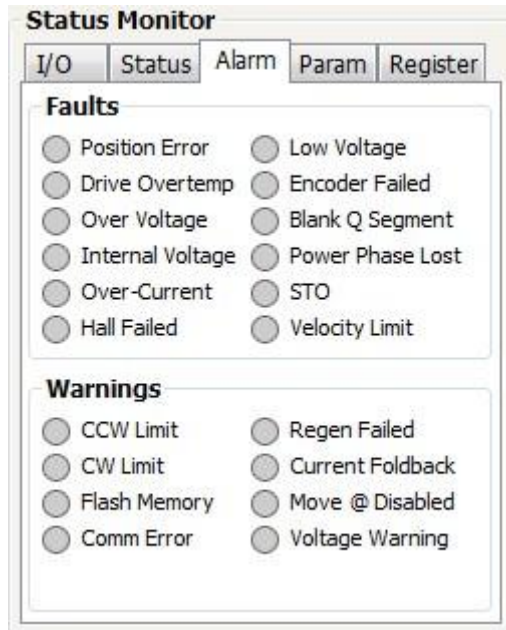 Status Monitor
I/O Status Alarm Param Register
Faults
Position Error Low Voltage
Drive Overtemp Encoder Failed
Over Voltage Blank Q Segment
Internal Voltage Power Phase Lost
Over-Current STO
Hall Failed Velocity Limit
Warnings
CCW Limit Regen Failed
CW Limit Current Foldback
Flash Memory Move @ Disabled
Comm Error Voltage Warning